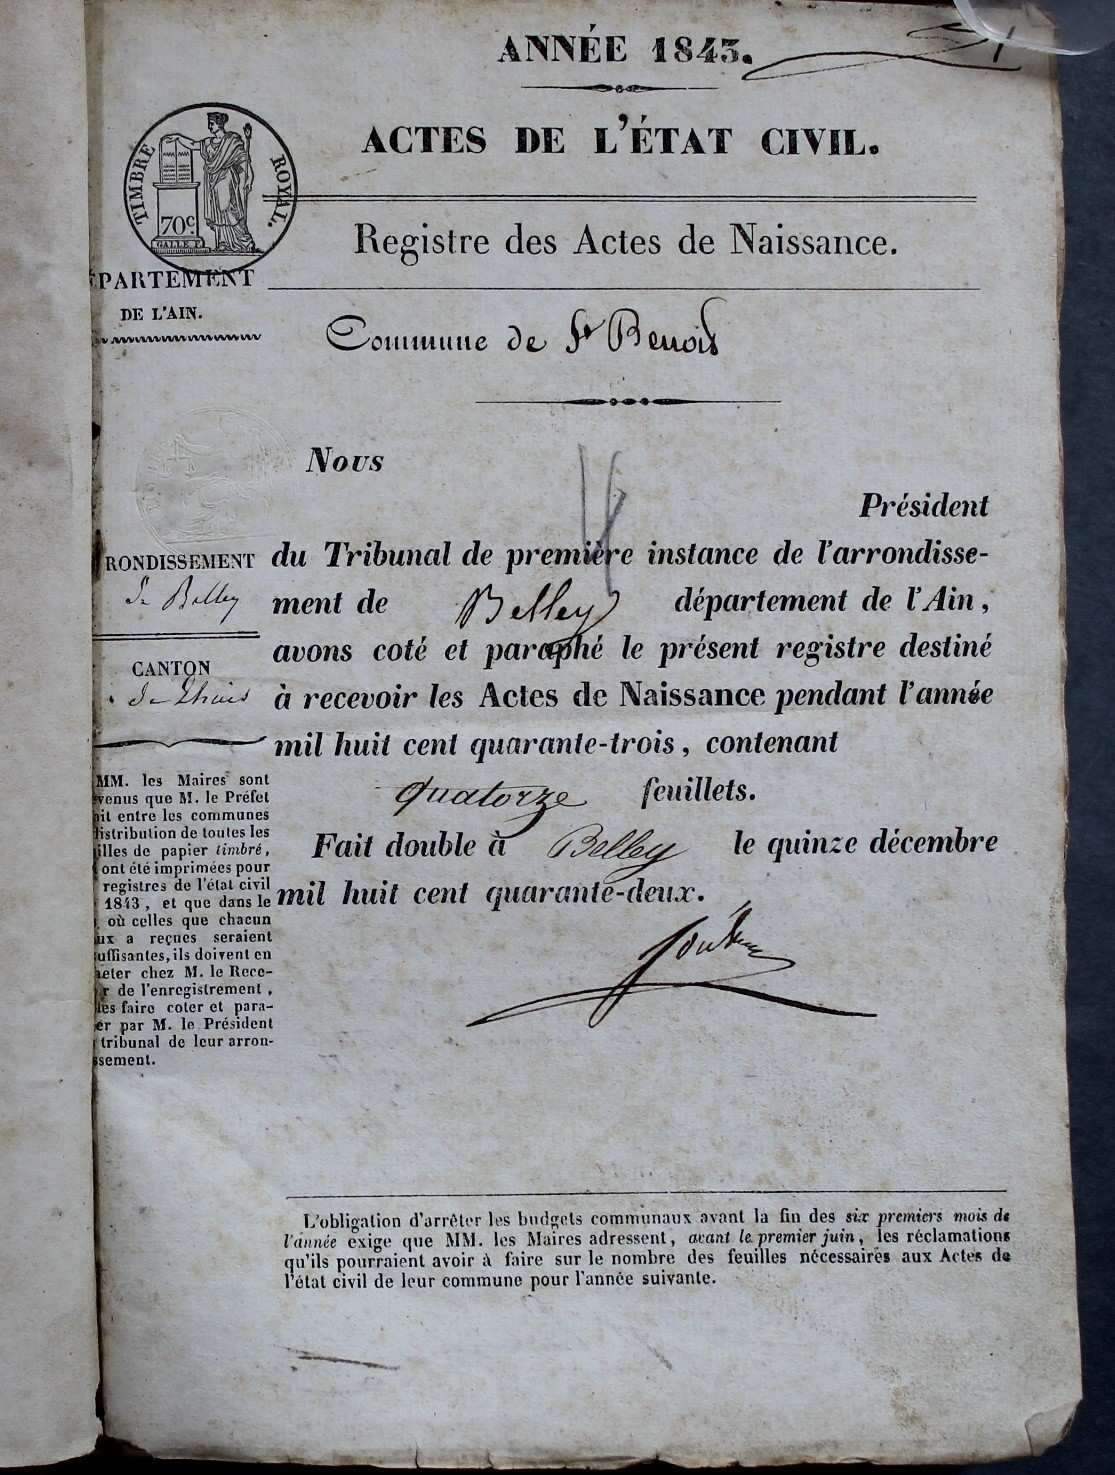 ANNÉE 1843.
1
ACTES DE L'ÉTAT CIVIL.
TIMBRE ROYAL.
70c
GALLE F.
Registre des Actes de Naissance.
ÉPARTEMENT
DE L'AIN.
Commune de St Benoit
Nous
Président
RONDISSEMENT
de Belley
CANTON
de Lhuis
du Tribunal de première instance de l'arrondisse-
ment de Belley département de l'Ain,
avons coté et paraphé le présent registre destiné
à recevoir les Actes de Naissance pendant l'année
mil huit cent quarante-trois, contenant
quatorze feuillets.
Fait double à Belley le quinze décembre
mil huit cent quarante-deux.
MM. les Maires sont
venus que M. le Préfet
ait entre les communes
distribution de toutes les
illes de papier timbré,
ont été imprimées pour
registres de l'état civil
1843, et que dans le
où celles que chacun
ux a reçues seraient
uffisantes, ils doivent en
heter chez M. le Rece-
r de l'enregistrement,
les faire coter et para-
er par M. le Président
tribunal de leur arron-
ssement.
L'obligation d'arrêter les budgets communaux avant la fin des six premiers mois de
l'année exige que MM. les Maires adressent, avant le premier juin, les réclamations
qu'ils pourraient avoir à faire sur le nombre des feuilles nécessaires aux Actes de
l'état civil de leur commune pour l'année suivante.